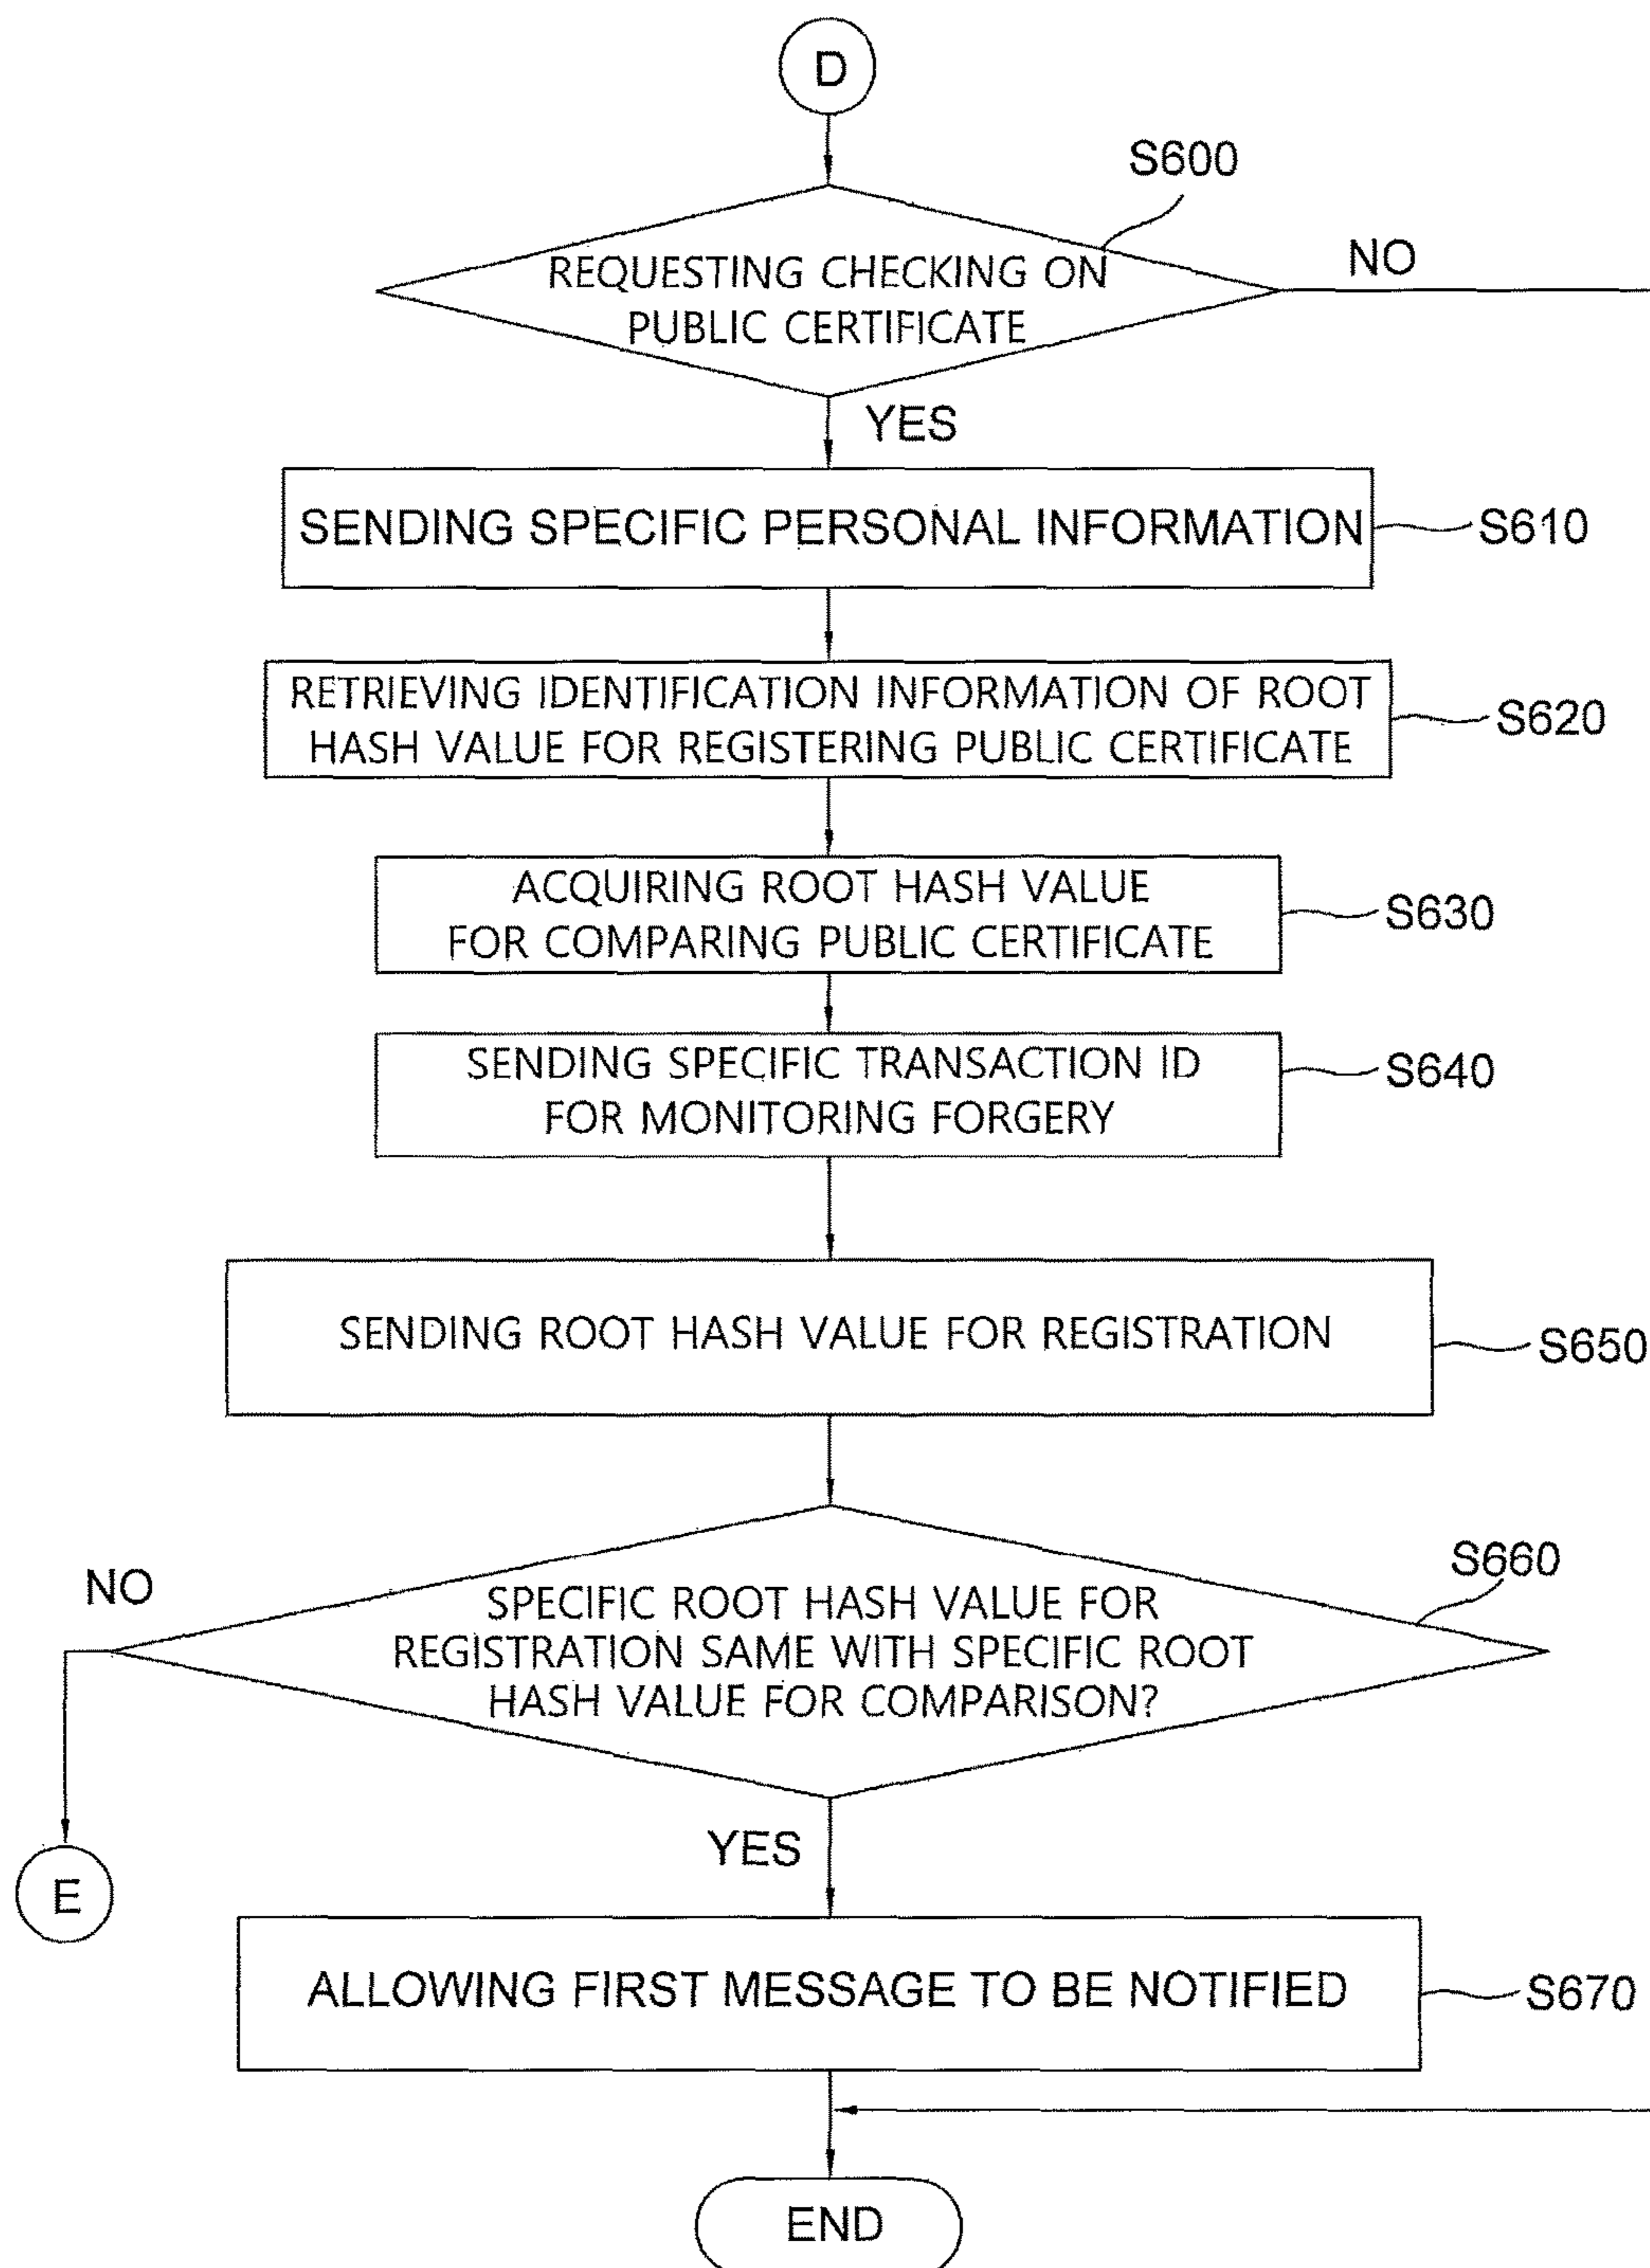 D
S600
REQUESTING CHECKING ON
PUBLIC CERTIFICATE
NO
YES
SENDING SPECIFIC PERSONAL INFORMATION
S610
RETRIEVING IDENTIFICATION INFORMATION OF ROOT
HASH VALUE FOR REGISTERING PUBLIC CERTIFICATE
S620
ACQUIRING ROOT HASH VALUE
FOR COMPARING PUBLIC CERTIFICATE
S630
SENDING SPECIFIC TRANSACTION ID
FOR MONITORING FORGERY
S640
SENDING ROOT HASH VALUE FOR REGISTRATION
S650
S660
NO
SPECIFIC ROOT HASH VALUE FOR
REGISTRATION SAME WITH SPECIFIC ROOT
HASH VALUE FOR COMPARISON?
YES
E
ALLOWING FIRST MESSAGE TO BE NOTIFIED
S670
END